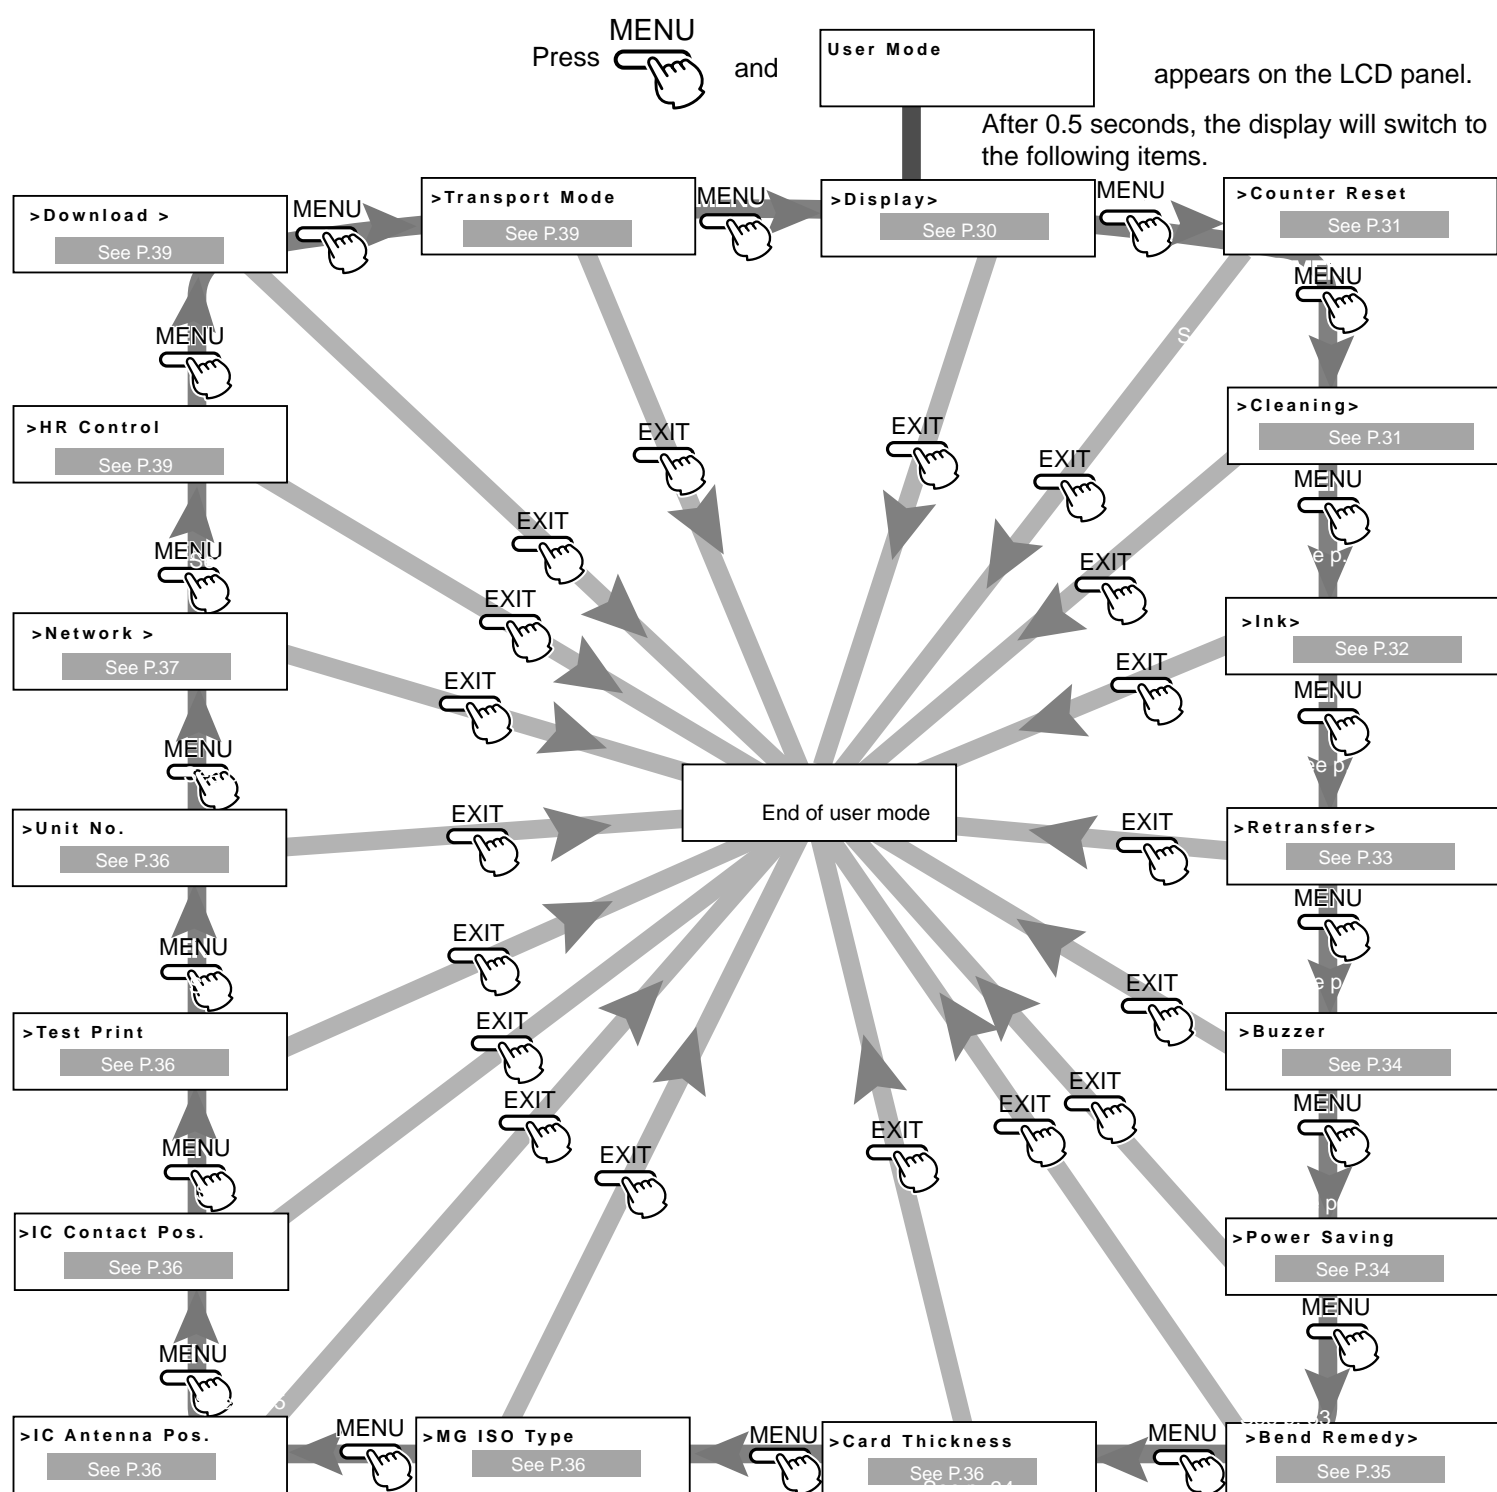 MENU
Press
and
User Mode
appears on the LCD panel.
After 0.5 seconds, the display will switch to
the following items.
>Download >
See P.39
MENU
>Transport Mode
See P.39
MENU
>Display>
See P.30
MENU
>Counter Reset
See P.31
MENU
MENU
>HR Control
See P.39
EXIT
EXIT
EXIT
>Cleaning>
See P.31
MENU
EXIT
EXIT
MENU
EXIT
>Network >
See P.37
>Ink>
See P.32
EXIT
EXIT
MENU
MENU
End of user mode
>Unit No.
See P.36
EXIT
EXIT
>Retransfer>
See P.33
MENU
MENU
EXIT
EXIT
>Test Print
See P.36
EXIT
>Buzzer
See P.34
EXIT
EXIT
EXIT
MENU
MENU
EXIT
EXIT
>IC Contact Pos.
See P.36
>Power Saving
See P.34
MENU
MENU
>IC Antenna Pos.
See P.36
MENU
>MG ISO Type
See P.36
MENU
>Card Thickness
See P.36
MENU
>Bend Remedy>
See P.35